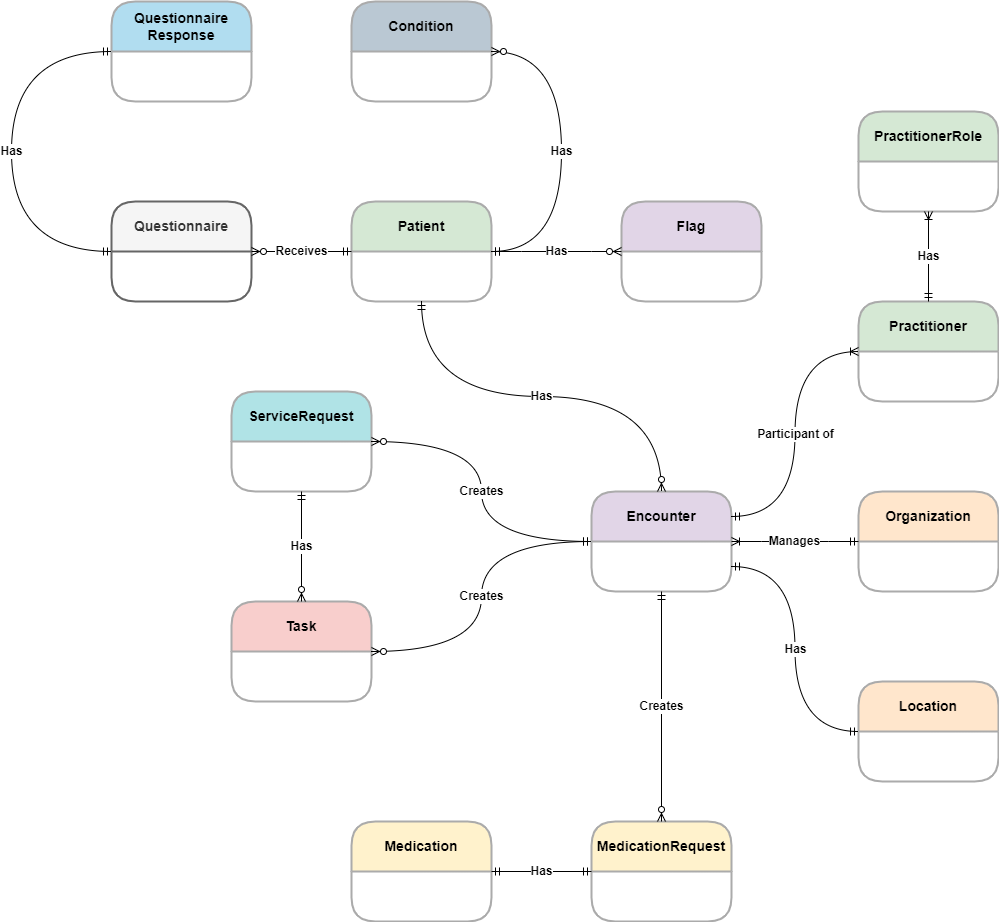 Questionnaire
Response
Condition
PractitionerRole
Has
Has
Questionnaire
Patient
Flag
Receives
Has
Has
Practitioner
Has
ServiceRequest
Participant of
Creates
Encounter
Organization
Has
Manages
Creates
Task
Has
Creates
Location
Medication
MedicationRequest
Has